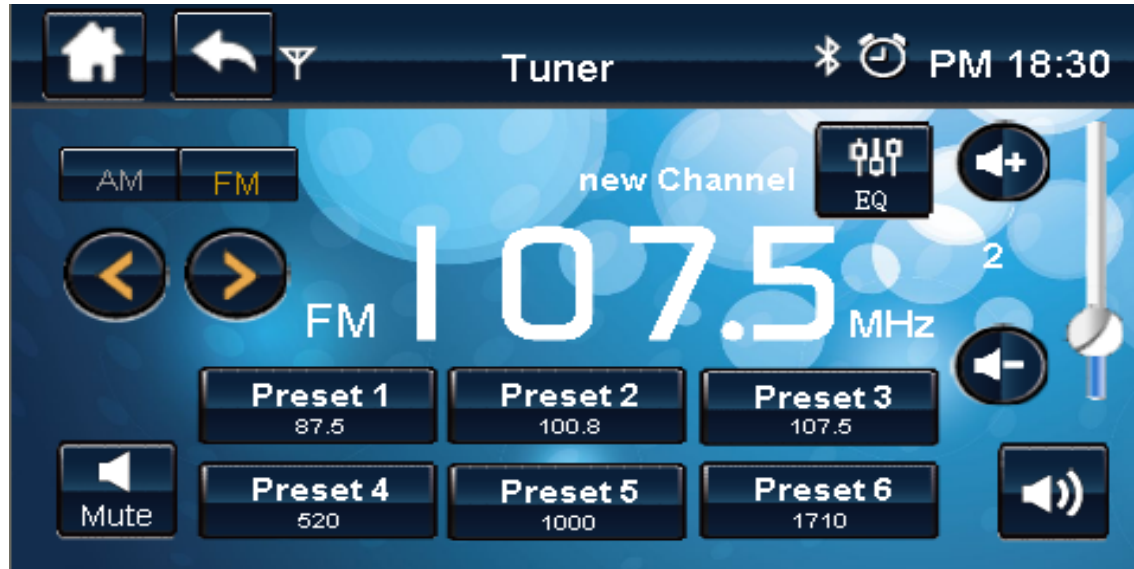 Tuner
PM 18:30
AM
FM
new Channel
EQ
FM 107.5 MHz
2
Preset 1
87.5
Preset 2
100.8
Preset 3
107.5
Mute
Preset 4
520
Preset 5
1000
Preset 6
1710